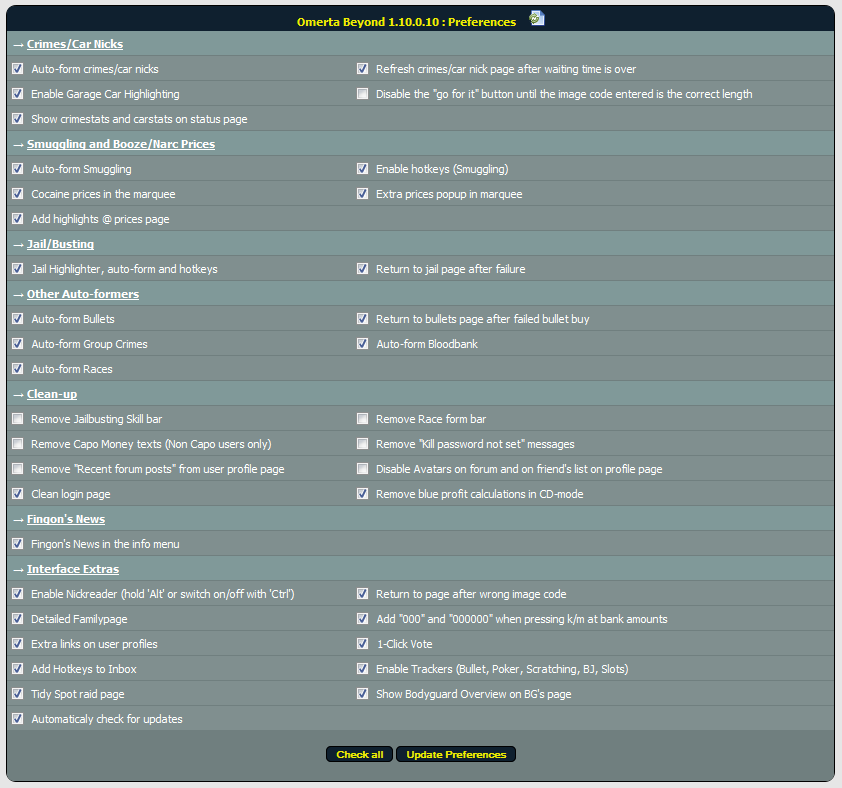 Omerta Beyond 1.10.0.10 : Preferences
→ Crimes/Car Nicks
Auto-form crimes/car nicks Refresh crimes/car nick page after waiting time is over
Enable Garage Car Highlighting Disable the "go for it" button until the image code entered is the correct length
Show crimestats and carstats on status page
→ Smuggling and Booze/Narc Prices
Auto-form Smuggling Enable hotkeys (Smuggling)
Cocaine prices in the marquee Extra prices popup in marquee
Add highlights @ prices page
→ Jail/Busting
Jail Highlighter, auto-form and hotkeys Return to jail page after failure
→ Other Auto-formers
Auto-form Bullets Return to bullets page after failed bullet buy
Auto-form Group Crimes Auto-form Bloodbank
Auto-form Races
→ Clean-up
Remove Jailbusting Skill bar Remove Race form bar
Remove Capo Money texts (Non Capo users only) Remove "Kill password not set" messages
Remove "Recent forum posts" from user profile page Disable Avatars on forum and on friend's list on profile page
Clean login page Remove blue profit calculations in CD-mode
→ Fingon's News
Fingon's News in the info menu
→ Interface Extras
Enable Nickreader (hold 'Alt' or switch on/off with 'Ctrl') Return to page after wrong image code
Detailed Familypage Add "000" and "000000" when pressing k/m at bank amounts
Extra links on user profiles 1-Click Vote
Add Hotkeys to Inbox Enable Trackers (Bullet, Poker, Scratching, BJ, Slots)
Tidy Spot raid page Show Bodyguard Overview on BG's page
Automaticaly check for updates
Check all Update Preferences